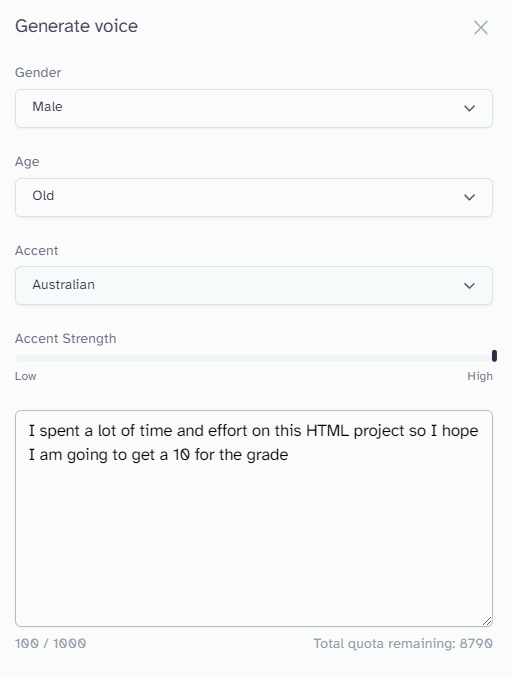 Generate voice
Gender
Male
Age
Old
Accent
Australian
Accent Strength
Low High
I spent a lot of time and effort on this HTML project so I hope
I am going to get a 10 for the grade
100 / 1000 Total quota remaining: 8790